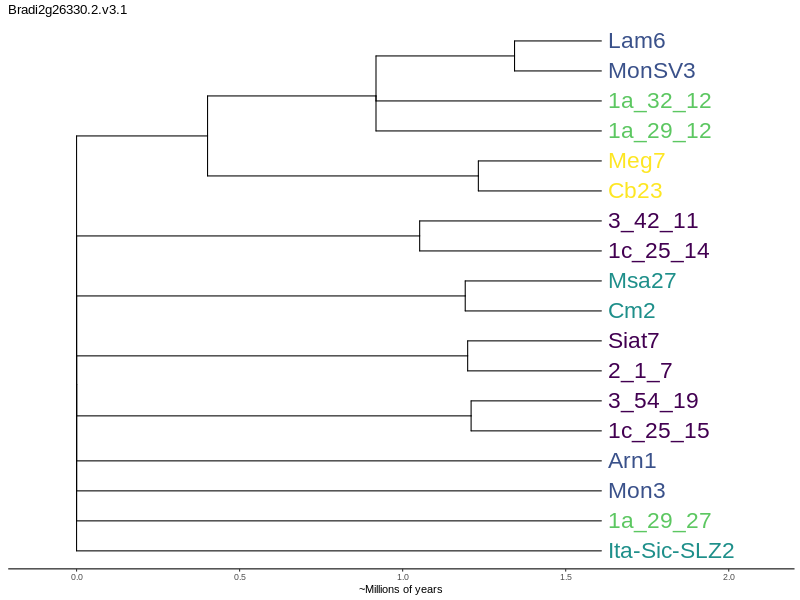 Bradi2g26330.2.v3.1
Lam6
MonSV3
1a_32_12
1a_29_12
Meg7
Cb23
3_42_11
1c_25_14
Msa27
Cm2
Siat7
2_1_7
3_54_19
1c_25_15
Arn1
Mon3
1a_29_27
Ita-Sic-SLZ2
0.0 0.5 1.0 1.5 2.0
~Millions of years